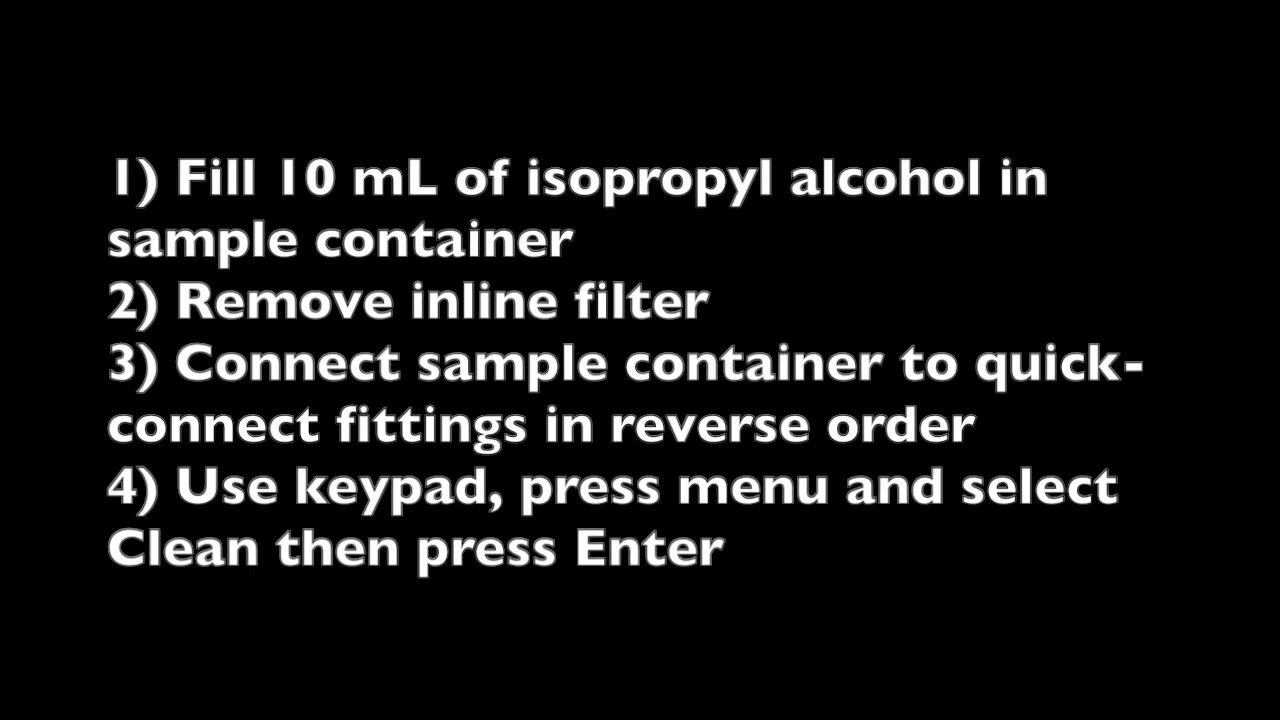 1) Fill 10 mL of isopropyl alcohol in
sample container
2) Remove inline filter
3) Connect sample container to quick-
connect fittings in reverse order
4) Use keypad, press menu and select
Clean then press Enter